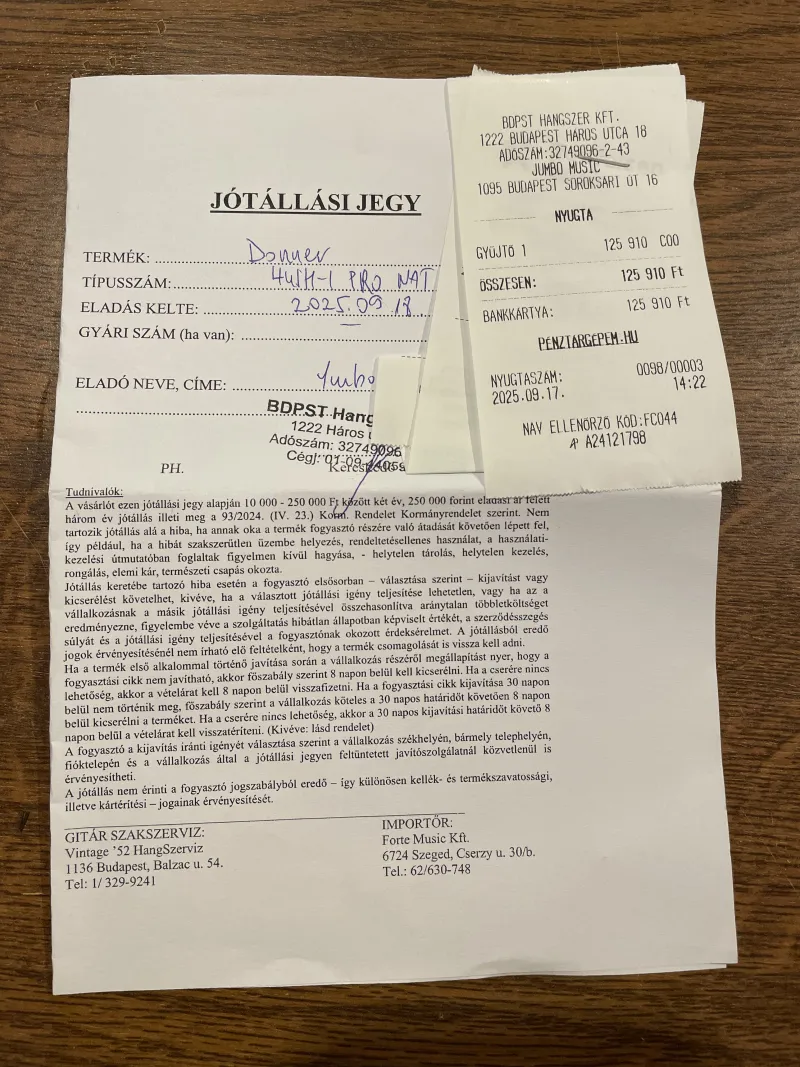 JÓTÁLLÁSI JEGY
TERMÉK: Donner
TÍPUSSZÁM: HUSH-I PRO NAT
ELADÁS KELTE: 2025.09.18
GYÁRI SZÁM (ha van):
ELADÓ NEVE, CÍME: Jumbo
BDPST Hang
1222 Háros u
Adószám: 32749096
Cégj.: 01-09-
PH.
Tudnivalók:
A vásárlót ezen jótállási jegy alapján 10 000 - 250 000 Ft között két év, 250 000 forint eladási ár felett
három év jótállás illeti meg a 93/2024. (IV. 23.) Korm. Rendelet Kormányrendelet szerint. Nem
tartozik jótállás alá a hiba, ha annak oka a termék fogyasztó részére való átadását követően lépett fel,
így például, ha a hibát szakszerűtlen üzembe helyezés, rendeltetésellenes használat, a használati-
kezelési útmutatóban foglaltak figyelmen kívül hagyása, - helytelen tárolás, helytelen kezelés,
rongálás, elemi kár, természeti csapás okozta.
Jótállás keretébe tartozó hiba esetén a fogyasztó elsősorban – választása szerint – kijavítást vagy
kicserélést követelhet, kivéve, ha a választott jótállási igény teljesítése lehetetlen, vagy ha az a
vállalkozásnak a másik jótállási igény teljesítésével összehasonlítva aránytalan többletköltséget
eredményezne, figyelembe véve a szolgáltatás hibátlan állapotban képviselt értékét, a szerződésszegés
súlyát és a jótállási igény teljesítésével a fogyasztónak okozott érdeksérelmet. A jótállásból eredő
jogok érvényesítésénél nem írható elő feltételként, hogy a termék csomagolását is vissza kell adni.
Ha a termék első alkalommal történő javítása során a vállalkozás részéről megállapítást nyer, hogy a
fogyasztási cikk nem javítható, akkor főszabály szerint 8 napon belül kell kicserélni. Ha a cserére nincs
lehetőség, akkor a vételárat kell 8 napon belül visszafizetni. Ha a fogyasztási cikk kijavítása 30 napon
belül nem történik meg, főszabály szerint a vállalkozás köteles a 30 napos határidőt követően 8 napon
belül kicserélni a terméket. Ha a cserére nincs lehetőség, akkor a 30 napos kijavítási határidőt követő 8
napon belül a vételárat kell visszatéríteni. (Kivéve: lásd rendelet)
A fogyasztó a kijavítás iránti igényét választása szerint a vállalkozás székhelyén, bármely telephelyén,
fióktelepén és a vállalkozás által a jótállási jegyen feltüntetett javítószolgálatnál közvetlenül is
érvényesítheti.
A jótállás nem érinti a fogyasztó jogszabályból eredő – így különösen kellék- és termékszavatossági,
illetve kártérítési – jogainak érvényesítését.
GITÁR SZAKSZERVIZ:
Vintage '52 HangSzerviz
1136 Budapest, Balzac u. 54.
Tel: 1/ 329-9241
IMPORTŐR:
Forte Music Kft.
6724 Szeged, Cserzy u. 30/b.
Tel.: 62/630-748
BDPST HANGSZER KFT.
1222 BUDAPEST HÁROS UTCA 18
ADÓSZÁM:32749096-2-43
JUMBO MUSIC
1095 BUDAPEST SOROKSÁRI ÚT 16
NYUGTA
GYŰJTŐ 1 125 910 C00
ÖSSZESEN: 125 910 Ft
BANKKÁRTYA: 125 910 Ft
PÉNZTÁRGÉPEM.HU
NYUGTASZÁM: 0098/00003
2025.09.17. 14:22
NAV ELLENŐRZŐ KÓD:FC044
A24121798